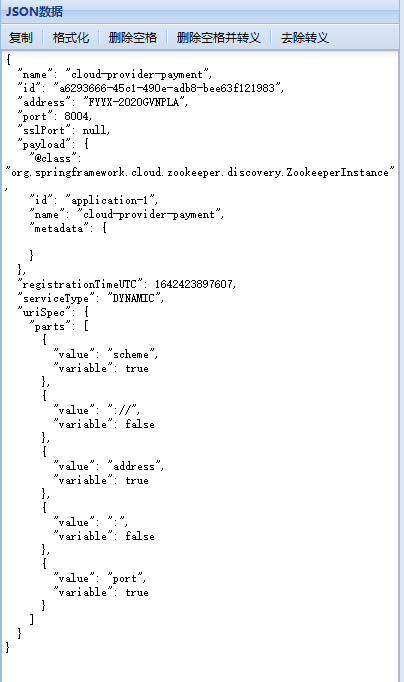 JSON数据
复制 格式化 删除空格 删除空格并转义 去除转义
{
  "name": "cloud-provider-payment",
  "id": "a6293666-45c1-490e-adb8-bee63f121983",
  "address": "FYYX-2020GVNPLA",
  "port": 8004,
  "sslPort": null,
  "payload": {
    "@class":
"org.springframework.cloud.zookeeper.discovery.ZookeeperInstance"
,
    "id": "application-1",
    "name": "cloud-provider-payment",
    "metadata": {

    }
  },
  "registrationTimeUTC": 1642423897607,
  "serviceType": "DYNAMIC",
  "uriSpec": {
    "parts": [
      {
        "value": "scheme",
        "variable": true
      },
      {
        "value": "://",
        "variable": false
      },
      {
        "value": "address",
        "variable": true
      },
      {
        "value": ":",
        "variable": false
      },
      {
        "value": "port",
        "variable": true
      }
    ]
  }
}